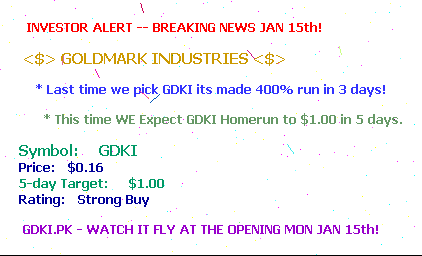 INVESTOR ALERT -- BREAKING NEWS JAN 15th!
<$> GOLDMARK INDUSTRIES <$>
* Last time we pick GDKI its made 400% run in 3 days!
* This time WE Expect GDKI Homerun to $1.00 in 5 days.
Symbol: GDKI
Price: $0.16
5-day Target: $1.00
Rating: Strong Buy
GDKI.PK - WATCH IT FLY AT THE OPENING MON JAN 15th!